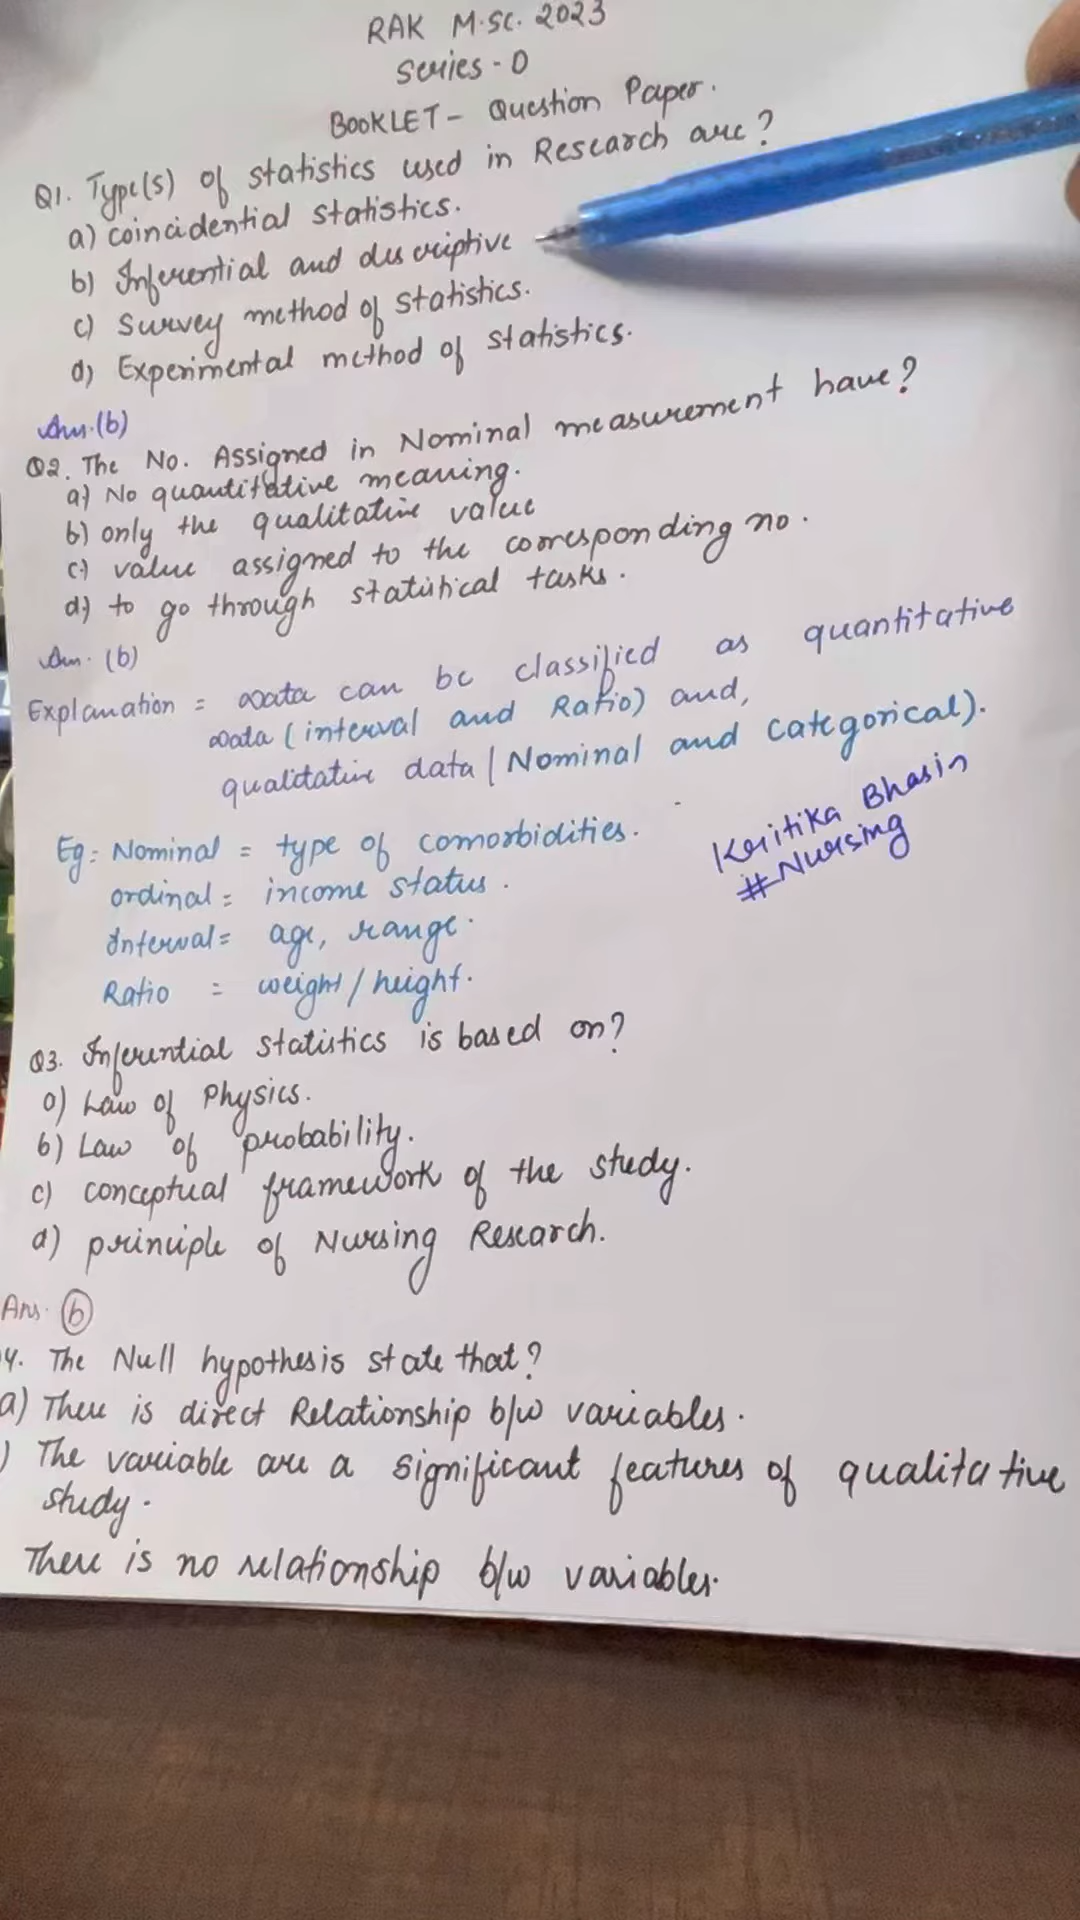 RAK M.SC. 2023
Series - D
BOOKLET - Question Paper.
Q1. Type(s) of statistics used in Research are?
a) coincidential statistics.
b) Inferential and descriptive
c) Survey method of statistics.
d) Experimental method of statistics.
Ans. (b)
Q2. The No. Assigned in Nominal measurement have?
a) No quantitative meaning.
b) only the qualitative value
c) value assigned to the corresponding no.
d) to go through statistical tasks.
Ans. (b)
Explanation = Data can be classified as quantitative
Data (interval and Ratio) and,
qualitative data (Nominal and categorical).
Kritika Bhasin
#Nursing
Eg: Nominal = type of comorbidities.
ordinal = income status.
Interval = age, range.
Ratio = weight/height.
Q3. Inferential statistics is based on?
a) Law of Physics.
b) Law of probability.
c) conceptual framework of the study.
d) principle of Nursing Research.
Ans. (b)
4. The Null hypothesis state that?
a) There is direct Relationship b/w variables.
) The variable are a significant features of qualitative
study.
There is no relationship b/w variables.